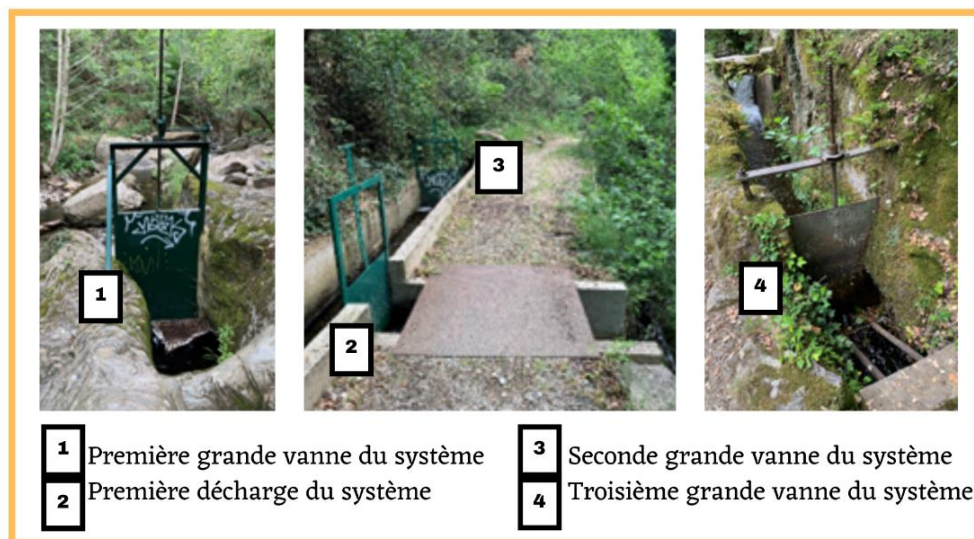 1
2
3
4
1 Première grande vanne du système
2 Première décharge du système
3 Seconde grande vanne du système
4 Troisième grande vanne du système